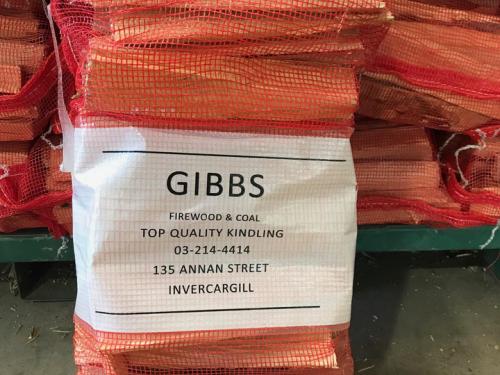 GIBBS
FIREWOOD & COAL
TOP QUALITY KINDLING
03-214-4414
135 ANNAN STREET
INVERCARGILL